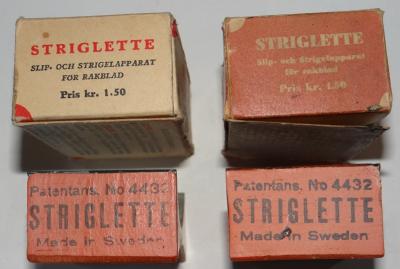 STRIGLETTE
SLIP- OCH STRIGELAPPARAT
FÖR RAKBLAD
Pris kr. 1.50
STRIGLETTE
Slip- och Strigelapparat
för rakblad
Pris kr. 1.50
Patentans. No 4432
STRIGLETTE
Made in Sweden
Patentans. No 4432
STRIGLETTE
Made in Sweden